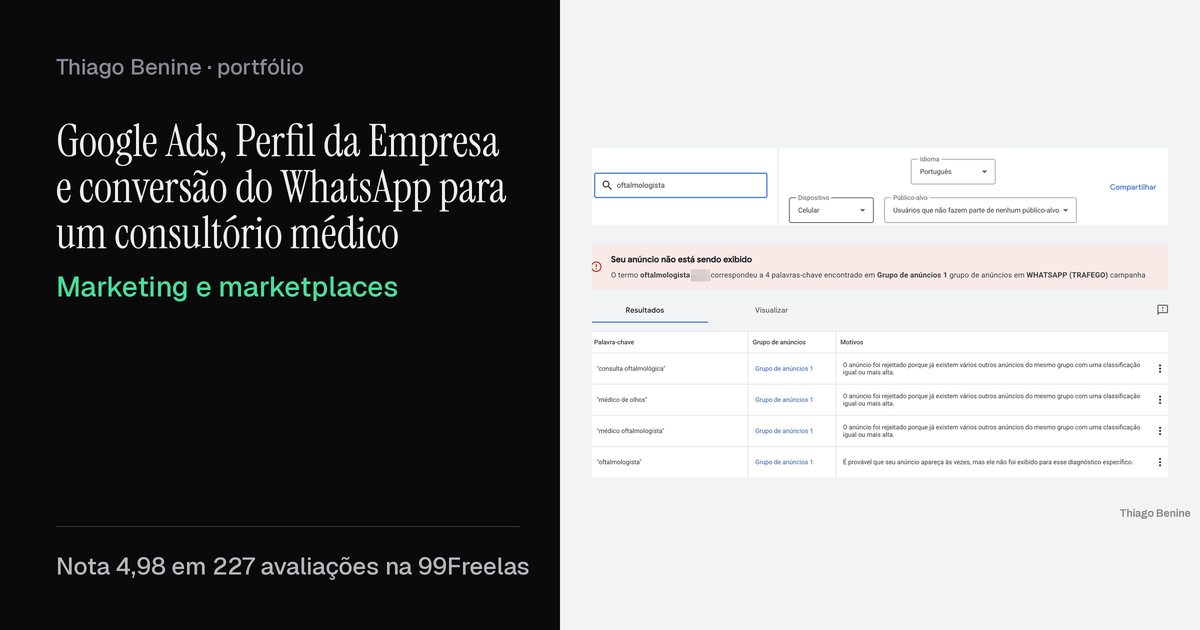 Thiago Benine · portfólio
Google Ads, Perfil da Empresa
e conversão do WhatsApp para
um consultório médico
Marketing e marketplaces
Nota 4,98 em 227 avaliações na 99Freelas
oftalmologista
Idioma
Português
Dispositivo
Celular
Público-alvo
Usuários que não fazem parte de nenhum público-alvo
Compartilhar
Seu anúncio não está sendo exibido
O termo oftalmologista correspondeu a 4 palavras-chave encontrado em Grupo de anúncios 1 grupo de anúncios em WHATSAPP (TRAFEGO) campanha
Resultados
Visualizar
Palavra-chave
Grupo de anúncios
Motivos
"consulta oftalmológica"
Grupo de anúncios 1
O anúncio foi rejeitado porque já existem vários outros anúncios do mesmo grupo com uma classificação
igual ou mais alta.
"médico de olhos"
Grupo de anúncios 1
O anúncio foi rejeitado porque já existem vários outros anúncios do mesmo grupo com uma classificação
igual ou mais alta.
"médico oftalmologista"
Grupo de anúncios 1
O anúncio foi rejeitado porque já existem vários outros anúncios do mesmo grupo com uma classificação
igual ou mais alta.
"oftalmologista"
Grupo de anúncios 1
É provável que seu anúncio apareça às vezes, mas ele não foi exibido para esse diagnóstico específico.
Thiago Benine